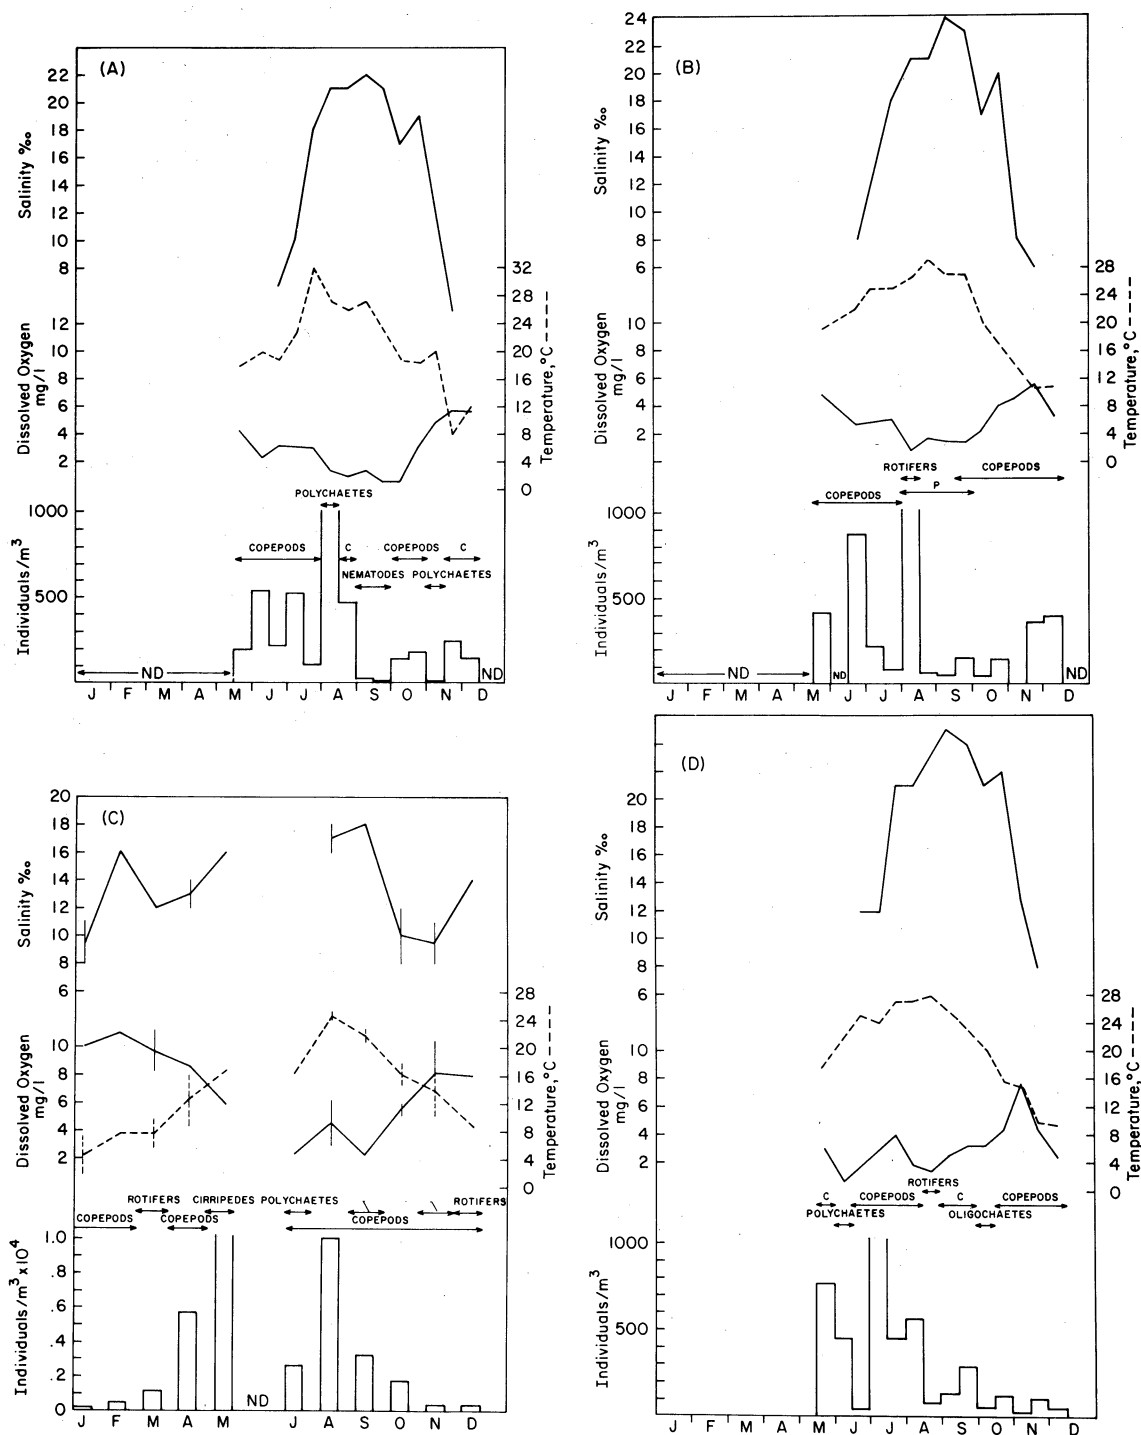 (A)
22
20
18
16
14
12
10
8
Salinity ‰
12
10
8
6
4
2
Dissolved Oxygen
mg/l
32
28
24
20
16
12
8
4
0
Temperature,°C ----
POLYCHAETES
COPEPODS
C
COPEPODS
C
NEMATODES
POLYCHAETES
1000
500
Individuals/m³
ND
ND
J F M A M J J A S O N D
(B)
24
22
20
18
16
14
12
10
8
6
Salinity ‰
10
8
6
4
2
Dissolved Oxygen
mg/l
28
24
20
16
12
8
4
0
Temperature,°C ----
ROTIFERS
COPEPODS
P
COPEPODS
1000
500
Individuals/m³
ND
ND
ND
J F M A M J J A S O N D
(C)
20
18
16
14
12
10
8
6
Salinity ‰
10
8
6
4
2
Dissolved Oxygen
mg/l
28
24
20
16
12
8
4
0
Temperature,°C ----
ROTIFERS
CIRRIPEDES
POLYCHAETES
ROTIFERS
COPEPODS
COPEPODS
COPEPODS
1.0
.8
.6
.4
.2
0
Individuals/m³x10⁴
ND
J F M A M J A S O N D
(D)
20
18
16
14
12
10
8
6
Salinity ‰
10
8
6
4
2
Dissolved Oxygen
mg/l
28
24
20
16
12
8
4
0
Temperature,°C ----
ROTIFERS
C
COPEPODS
C
COPEPODS
POLYCHAETES
OLIGOCHAETES
1000
500
Individuals/m³
J F M A M J J A S O N D